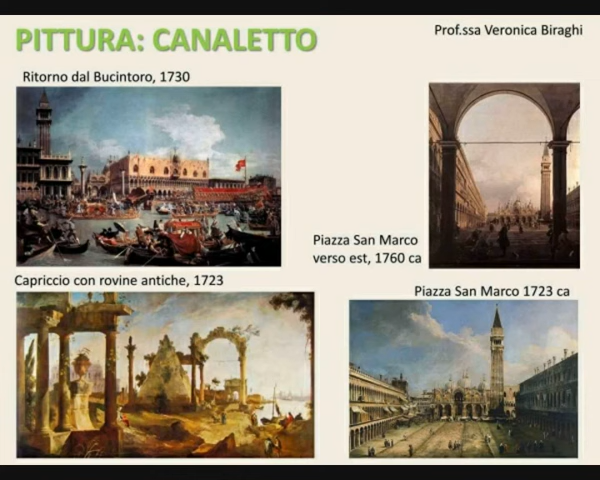 PITTURA: CANALETTO
Prof.ssa Veronica Biraghi
Ritorno dal Bucintoro, 1730
Piazza San Marco
verso est, 1760 ca
Capriccio con rovine antiche, 1723
Piazza San Marco 1723 ca